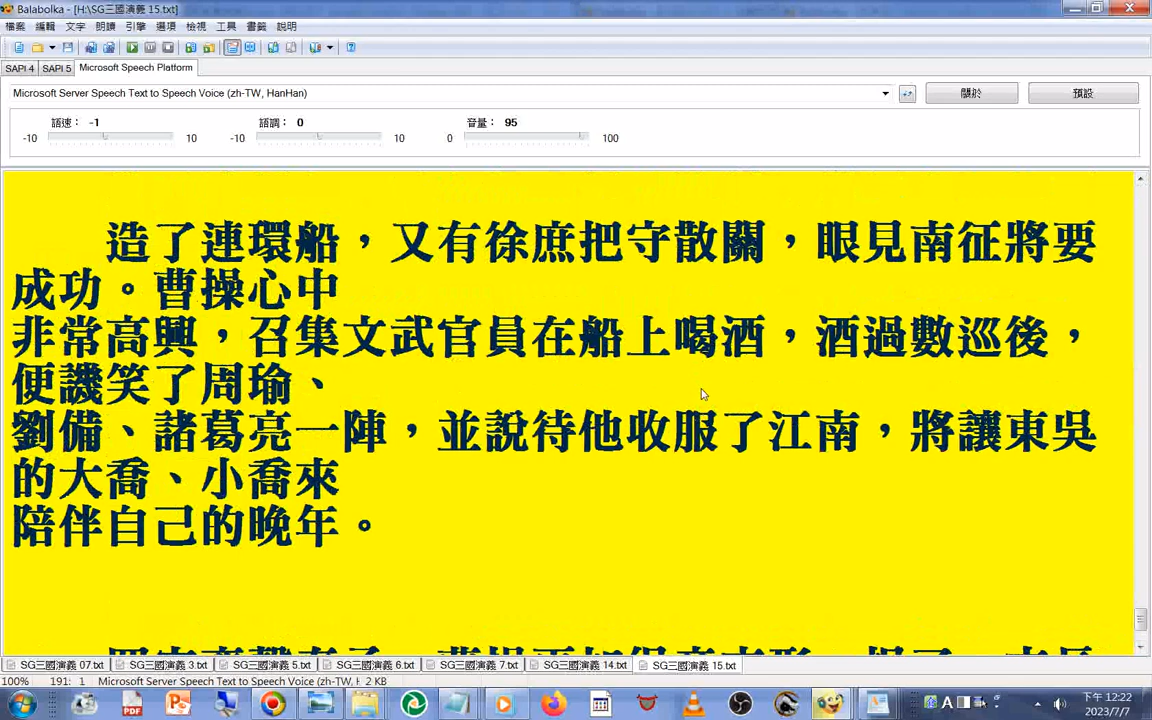 Balabolka - [H:\SG三國演義 15.txt]
檔案 編輯 文字 朗讀 引擎 選項 檢視 工具 書籤 說明
SAPI 4 SAPI 5 Microsoft Speech Platform
Microsoft Server Speech Text to Speech Voice (zh-TW, HanHan)
關於
預設
語速： -1
語調： 0
音量： 95
-10 10 -10 10 0 100
造了連環船，又有徐庶把守散關，眼見南征將要
成功。曹操心中
非常高興，召集文武官員在船上喝酒，酒過數巡後，
便譏笑了周瑜、
劉備、諸葛亮一陣，並說待他收服了江南，將讓東吳
的大喬、小喬來
陪伴自己的晚年。
SG三國演義 07.txt SG三國演義 3.txt SG三國演義 5.txt SG三國演義 6.txt SG三國演義 7.txt SG三國演義 14.txt SG三國演義 15.txt
100% 191: 1 Microsoft Server Speech Text to Speech Voice (zh-TW, H 2 KB
下午 12:22
2023/7/7